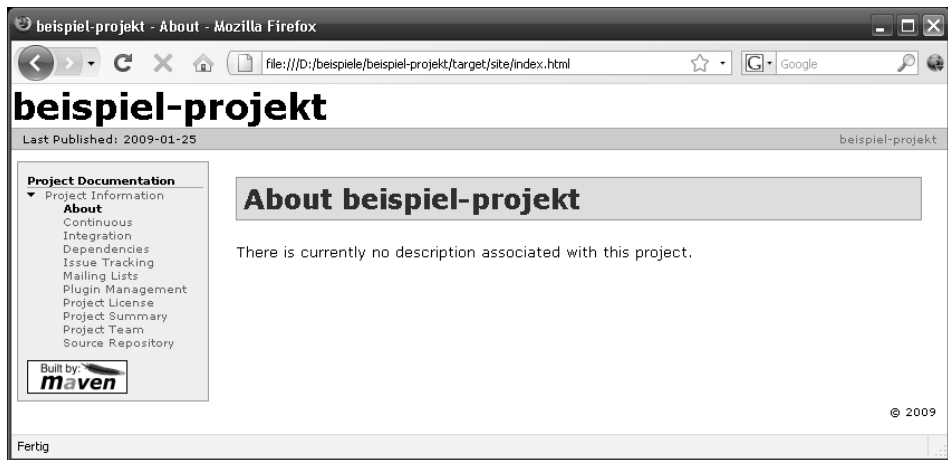 beispiel-projekt - About - Mozilla Firefox
file:///D:/beispiele/beispiel-projekt/target/site/index.html
G
Google
beispiel-projekt
Last Published: 2009-01-25
beispiel-projekt
Project Documentation
Project Information
About
Continuous
Integration
Dependencies
Issue Tracking
Mailing Lists
Plugin Management
Project License
Project Summary
Project Team
Source Repository
Built by:
maven
About beispiel-projekt
There is currently no description associated with this project.
© 2009
Fertig